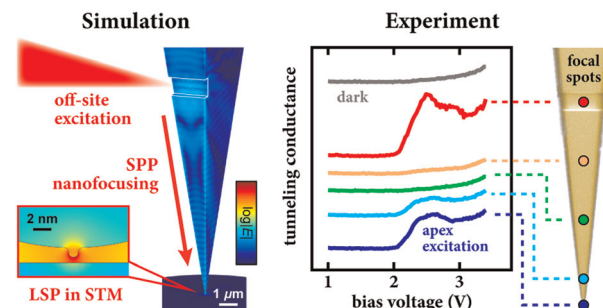 Simulation
off-site
excitation
SPP
nanofocusing
log|E|
2 nm
LSP in STM
1 μm
Experiment
tunneling conductance
dark
apex
excitation
1
2
3
bias voltage (V)
focal
spots